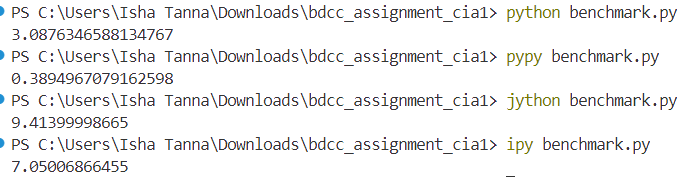 PS C:\Users\Isha Tanna\Downloads\bdcc_assignment_cia1> python benchmark.py
3.0876346588134767
PS C:\Users\Isha Tanna\Downloads\bdcc_assignment_cia1> pypy benchmark.py
0.3894967079162598
PS C:\Users\Isha Tanna\Downloads\bdcc_assignment_cia1> jython benchmark.py
9.41399998665
PS C:\Users\Isha Tanna\Downloads\bdcc_assignment_cia1> ipy benchmark.py
7.05006866455